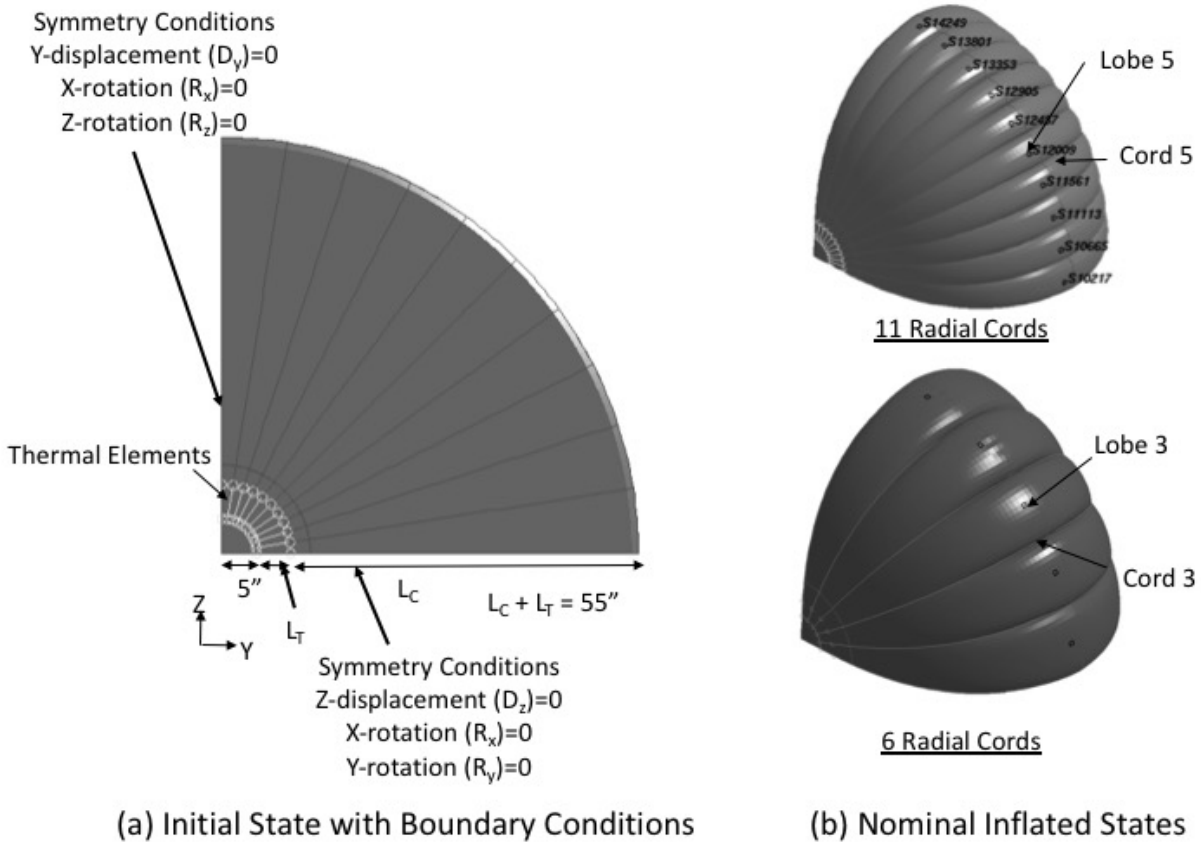 Symmetry Conditions
Y-displacement (Dy)=0
X-rotation (Rx)=0
Z-rotation (Rz)=0
Thermal Elements
5”
LT
LC
LC + LT = 55”
Z
Y
Symmetry Conditions
Z-displacement (Dz)=0
X-rotation (Rx)=0
Y-rotation (Ry)=0
(a) Initial State with Boundary Conditions
S14249
S13801
S13353
S12905
S12457
S12009
S11561
S11113
S10665
S10217
Lobe 5
Cord 5
11 Radial Cords
Lobe 3
Cord 3
6 Radial Cords
(b) Nominal Inflated States